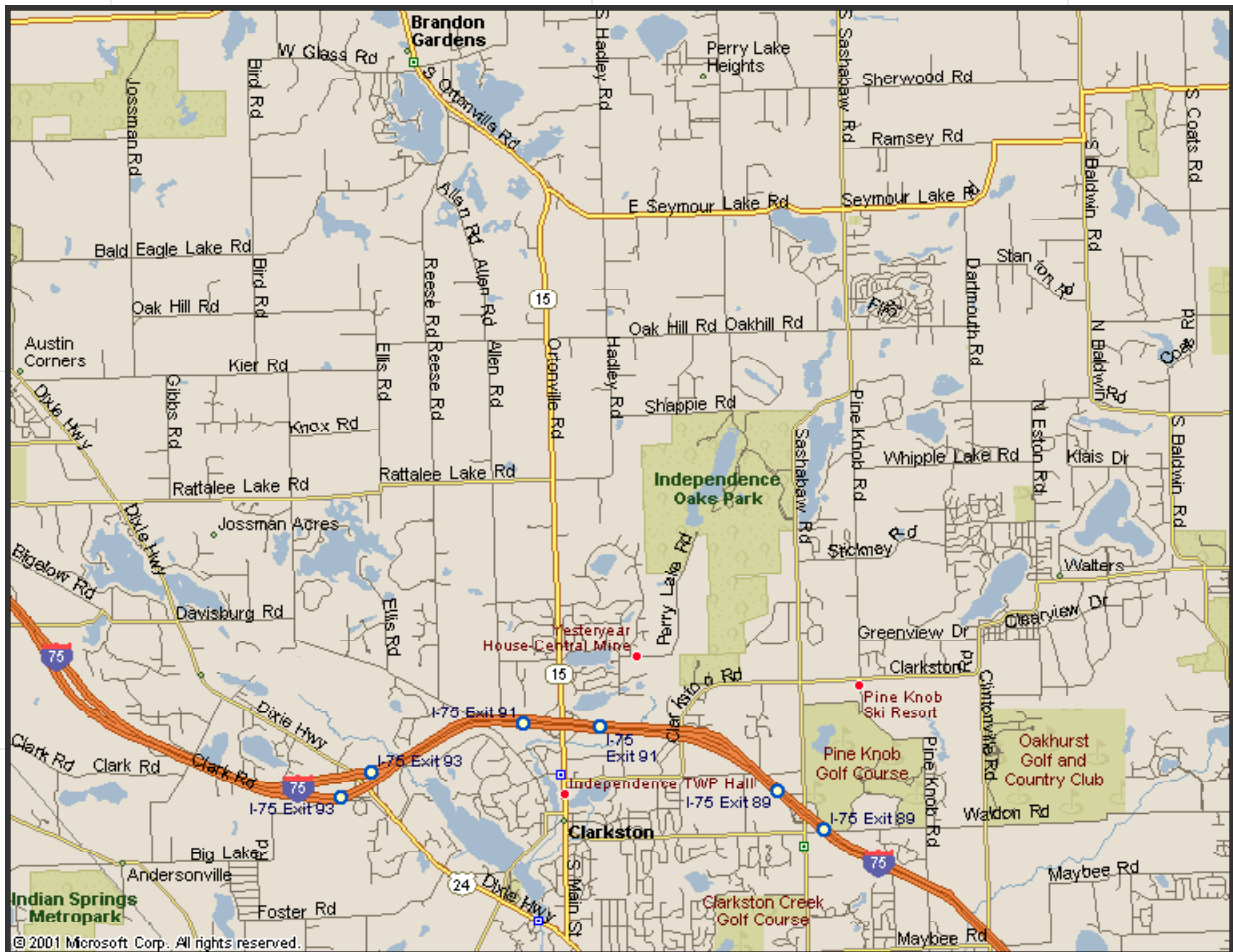 Brandon
Gardens
W Glass Rd
Jossman Rd
Bird Rd
S Ortonville Rd
S Hadley Rd
Perry Lake
Heights
S Sashabaw Rd
Sherwood Rd
S Coats Rd
Ramsey Rd
S Baldwin Rd
Allen Rd
E Seymour Lake Rd
Seymour Lake Rd
Bald Eagle Lake Rd
Bird Rd
Reese Rd
Allen Rd
Stanton Rd
Dartmouth Rd
Oak Hill Rd
15
Oak Hill Rd
Oakhill Rd
N Baldwin Rd
Coats Rd
Austin
Corners
Kier Rd
Ellis Rd
Reese Rd
Allen Rd
Ortonville Rd
Hadley Rd
Dixie Hwy
Gibbs Rd
Knox Rd
Shappie Rd
Pine Knob Rd
N Eston Rd
S Baldwin Rd
Sashabaw Rd
Whipple Lake Rd
Klais Dr
Rattalee Lake Rd
Rattalee Lake Rd
Independence
Oaks Park
Dixie Hwy
Jossman Acres
Stickney Rd
Bigelow Rd
Perry Lake Rd
Walters
Davisburg Rd
Ellis Rd
Clearview Dr
Yesteryear
House-Central Mine
Greenview Dr
75
15
Clarkston Rd
Clarkston Rd
Pine Knob
Ski Resort
Clintonville Rd
I-75 Exit 91
I-75
Exit 91
Dixie Hwy
Clark Rd
Clark Rd
Clark Rd
I-75 Exit 93
Pine Knob
Golf Course
Pine Knob Rd
Oakhurst
Golf and
Country Club
75
I-75 Exit 93
Independence TWP Hall
I-75 Exit 89
I-75 Exit 89
Waldon Rd
Clarkston
Big Lake Rd
Andersonville
75
Maybee Rd
24
Dixie Hwy
S Main St
Indian Springs
Metropark
Foster Rd
Clarkston Creek
Golf Course
Maybee Rd
© 2001 Microsoft Corp. All rights reserved.